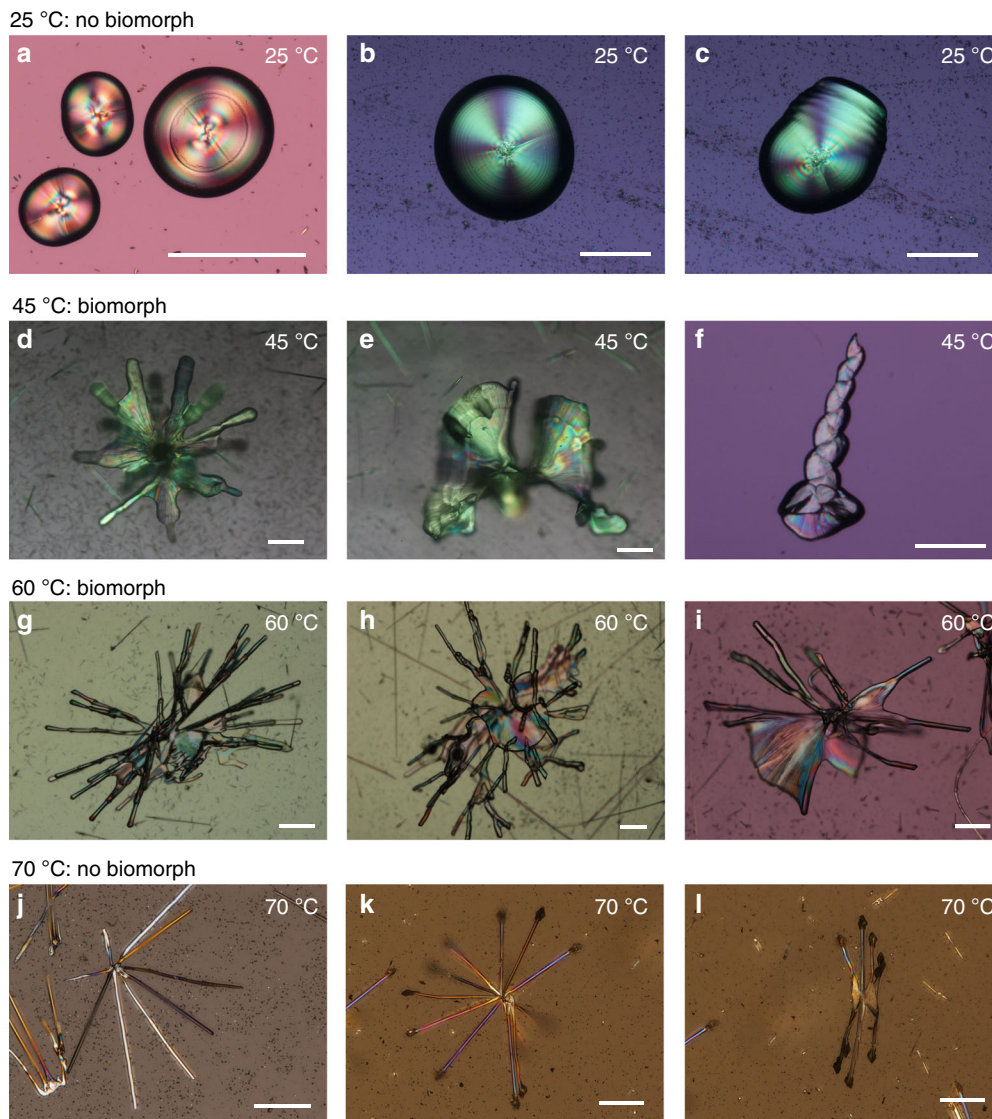 25 °C: no biomorph
a 25 °C
b 25 °C
c 25 °C
45 °C: biomorph
d 45 °C
e 45 °C
f 45 °C
60 °C: biomorph
g 60 °C
h 60 °C
i 60 °C
70 °C: no biomorph
j 70 °C
k 70 °C
l 70 °C